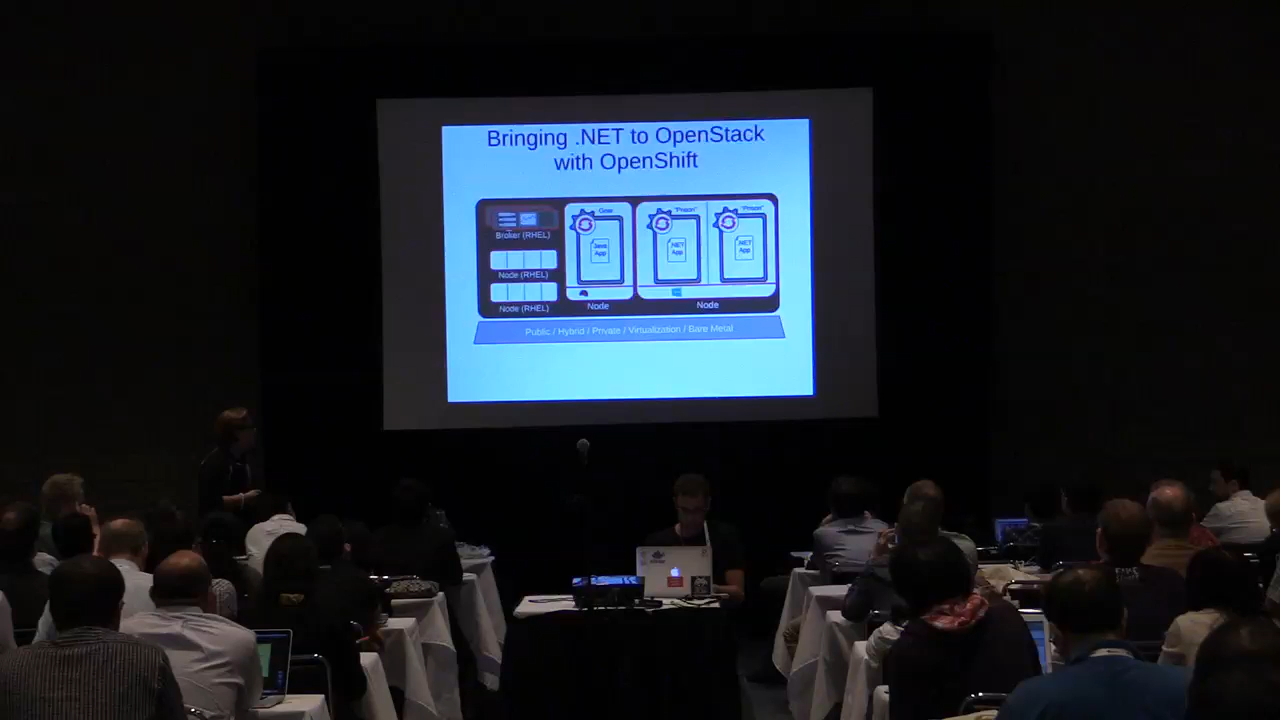 Bringing .NET to OpenStack
with OpenShift
Gear
"Prison"
"Prison"
Broker (RHEL)
Java
App
.NET
App
.NET
App
Node (RHEL)
Node (RHEL)
Node
Node
Public / Hybrid / Private / Virtualization / Bare Metal